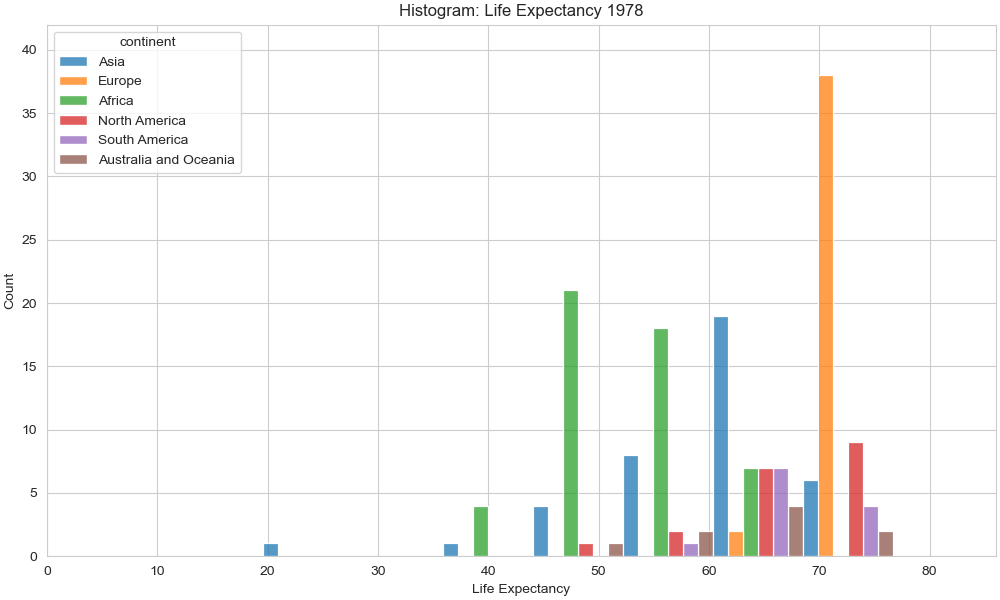 Histogram: Life Expectancy 1978
continent
Asia
Europe
Africa
North America
South America
Australia and Oceania
Count
40
35
30
25
20
15
10
5
0
0 10 20 30 40 50 60 70 80
Life Expectancy